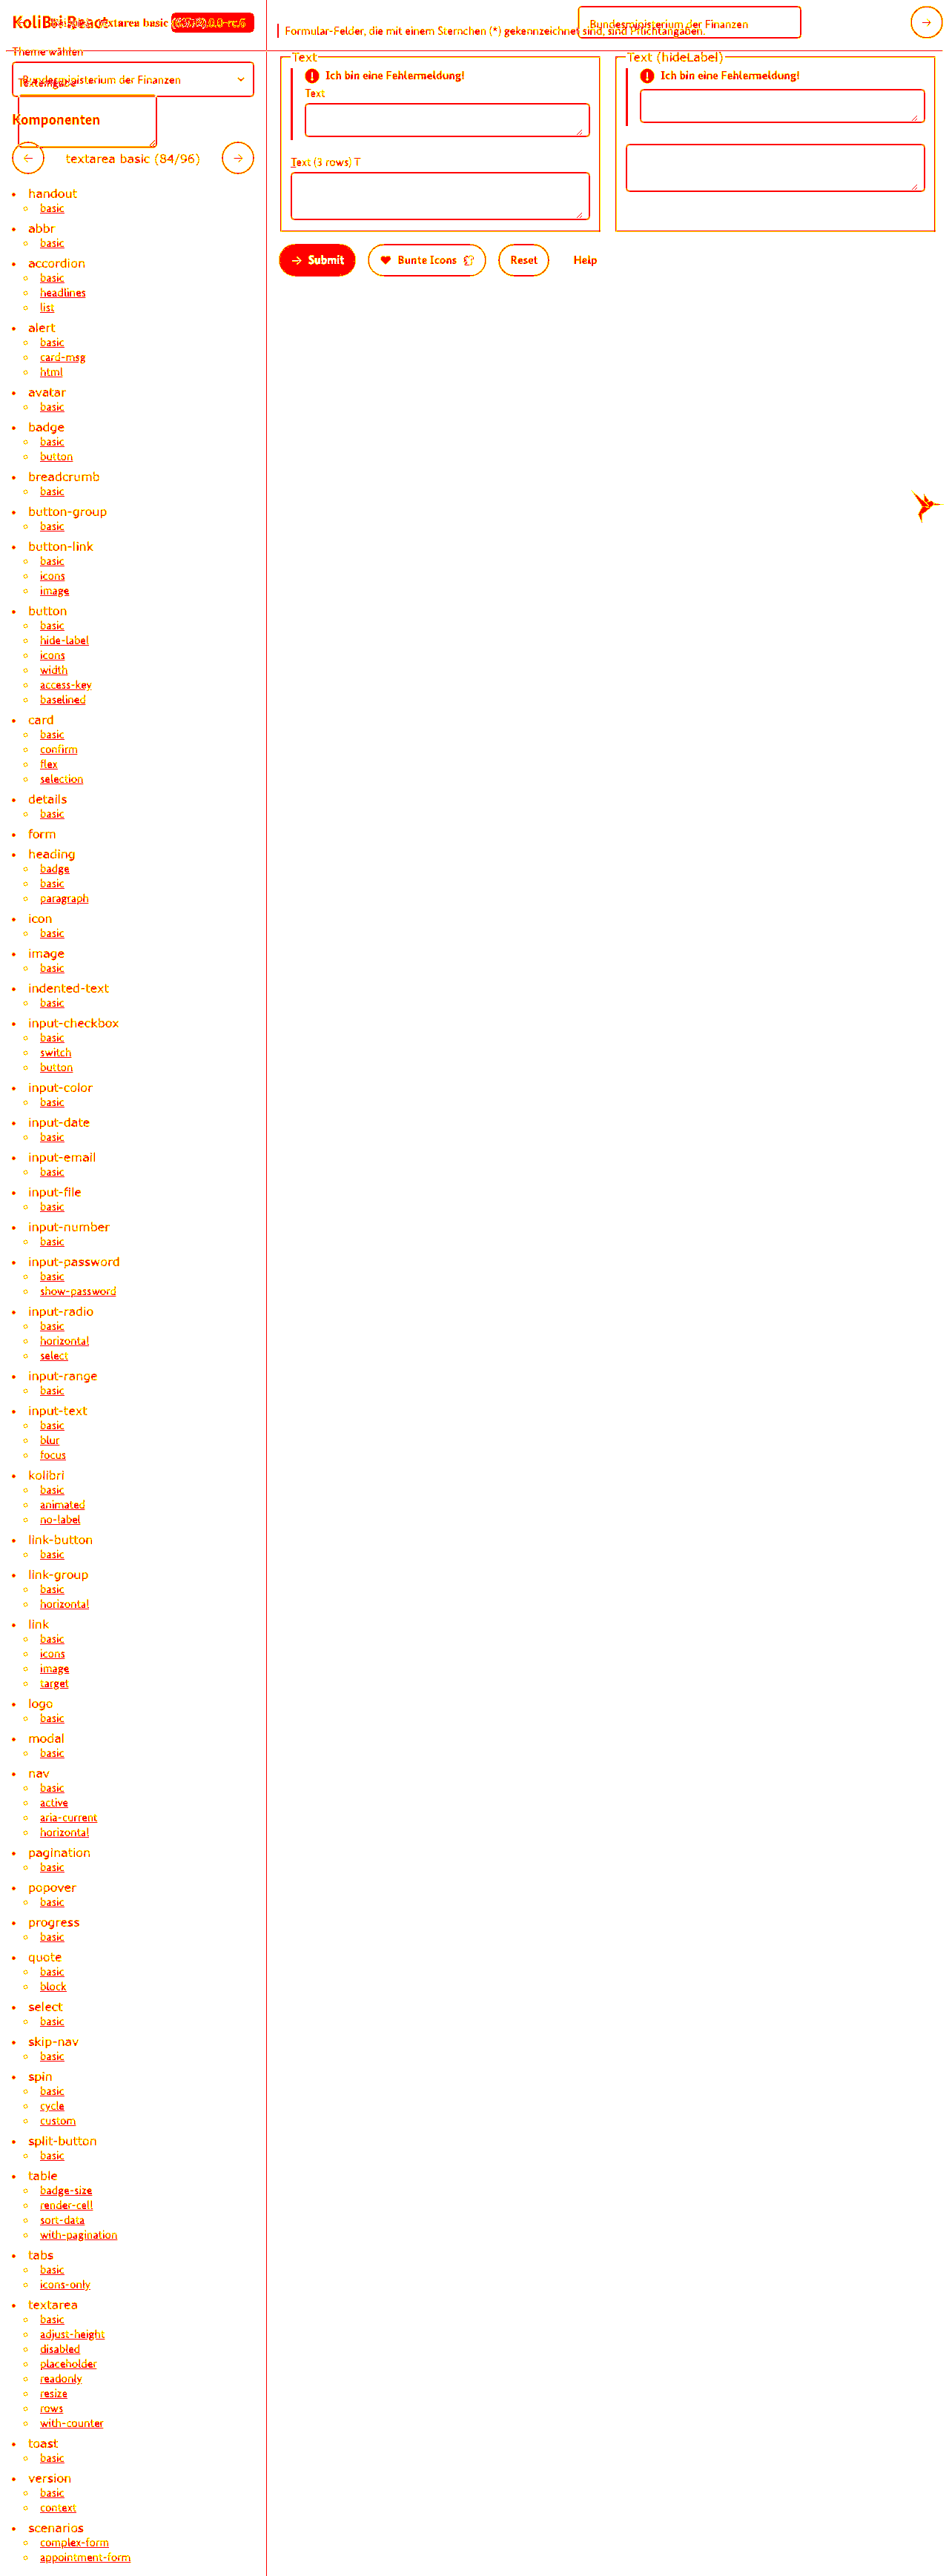 KoliBri React
Formular-Felder, die mit einem Sternchen (*) gekennzeichnet sind, sind Pflichtangaben.
Bundesministerium der Finanzen
Theme wählen
Bundesministerium der Finanzen
Komponenten
textarea basic (84/96)
handout
basic
abbr
basic
accordion
basic
headlines
list
alert
basic
card-msg
html
avatar
basic
badge
basic
button
breadcrumb
basic
button-group
basic
button-link
basic
icons
image
button
basic
hide-label
icons
width
access-key
baselined
card
basic
confirm
flex
selection
details
basic
form
heading
badge
basic
paragraph
icon
basic
image
basic
indented-text
basic
input-checkbox
basic
switch
button
input-color
basic
input-date
basic
input-email
basic
input-file
basic
input-number
basic
input-password
basic
show-password
input-radio
basic
horizontal
select
input-range
basic
input-text
basic
blur
focus
kolibri
basic
animated
no-label
link-button
basic
link-group
basic
horizontal
link
basic
icons
image
target
logo
basic
modal
basic
nav
basic
active
aria-current
horizontal
pagination
basic
popover
basic
progress
basic
quote
basic
block
select
basic
skip-nav
basic
spin
basic
cycle
custom
split-button
basic
table
badge-size
render-cell
sort-data
with-pagination
tabs
basic
icons-only
textarea
basic
adjust-height
disabled
placeholder
readonly
resize
rows
with-counter
toast
basic
version
basic
context
scenarios
complex-form
appointment-form
Text
Ich bin eine Fehlermeldung!
Text
Text (3 rows) T
Text (hideLabel)
Ich bin eine Fehlermeldung!
Submit
Bunte Icons
Reset
Help